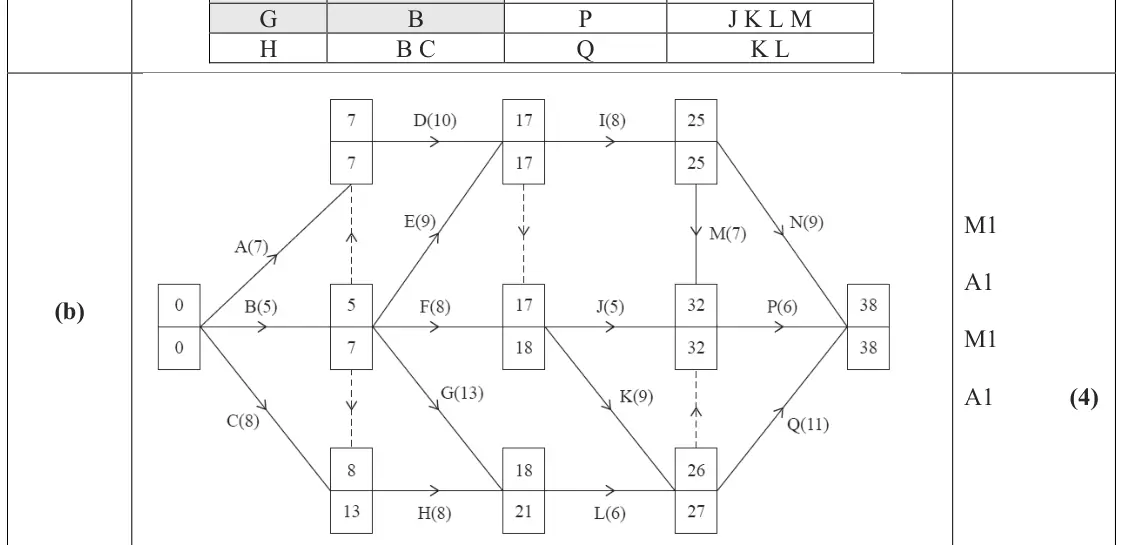 G B P J K L M
H B C Q K L
7 D(10) 17 I(8) 25
7 17 25
E(9) M(7) N(9)
A(7)
M1
0 B(5) 5 F(8) 17 J(5) 32 P(6) 38
A1
(b)
0 7 18 32 38
M1
G(13) K(9)
C(8) Q(11)
A1 (4)
8 18 26
13 H(8) 21 L(6) 27